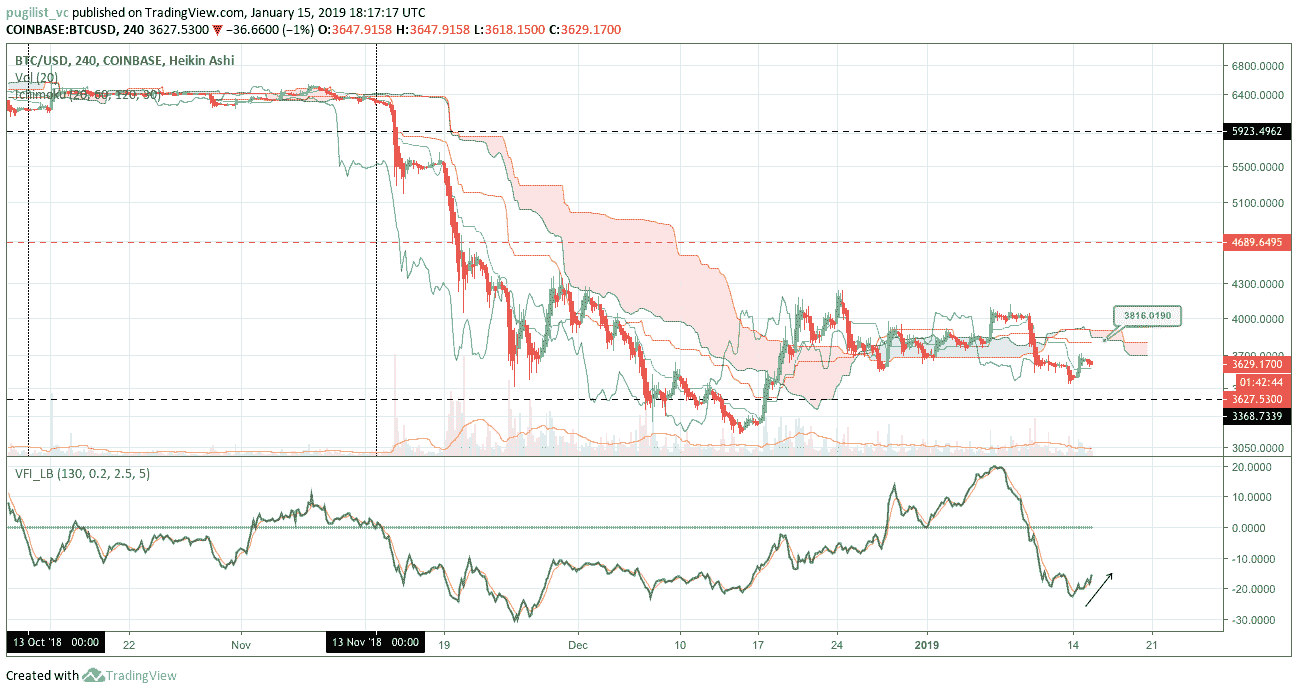 pugilist_vc published on TradingView.com, January 15, 2019 18:17:17 UTC
COINBASE:BTCUSD, 240 3627.5300 ▼ −36.6600 (−1%) O:3647.9158 H:3647.9158 L:3618.1500 C:3629.1700
BTC/USD, 240, COINBASE, Heikin Ashi
Vol (20)
Ichimoku (20, 60, 120, 30)
6800.0000
6400.0000
5923.4962
5500.0000
5100.0000
4689.6495
4300.0000
3816.0190
4000.0000
3700.0000
3629.1700
01:42:44
3627.5300
3368.7339
3050.0000
VFI_LB (130, 0.2, 2.5, 5)
20.0000
10.0000
0.0000
-10.0000
-20.0000
-30.0000
13 Oct '18 00:00
22
Nov
13 Nov '18 00:00
19
Dec
10
17
24
2019
14
21
Created with TradingView